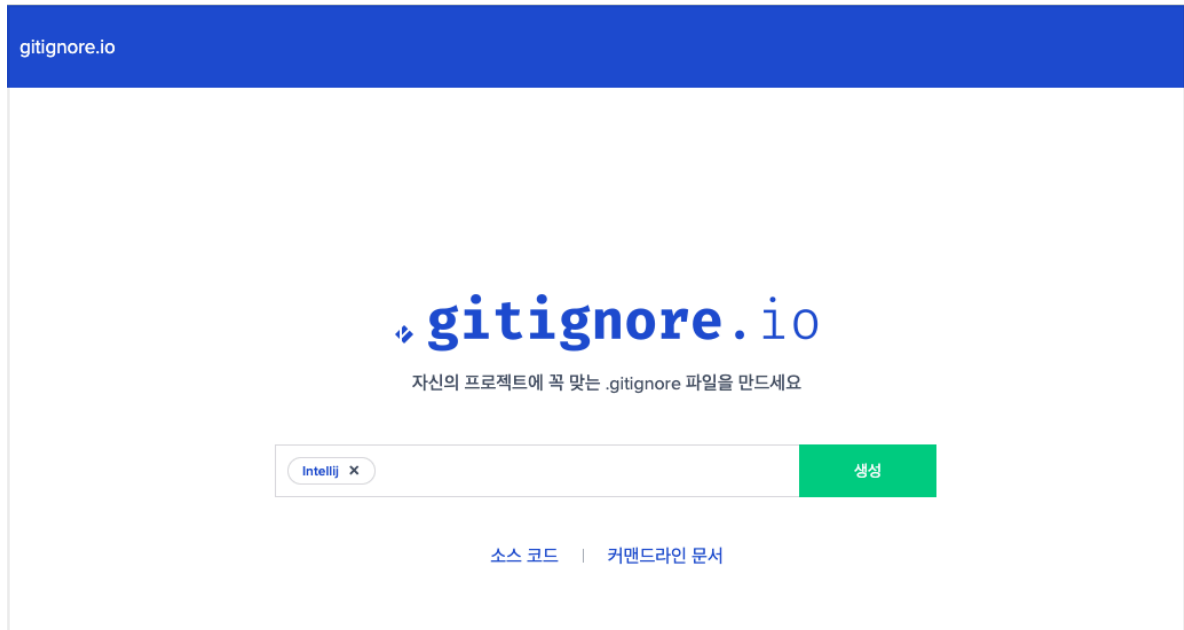 gitignore.io
gitignore.io
자신의 프로젝트에 꼭 맞는 .gitignore 파일을 만드세요
Intellij ✕ 생성
소스 코드 | 커맨드라인 문서